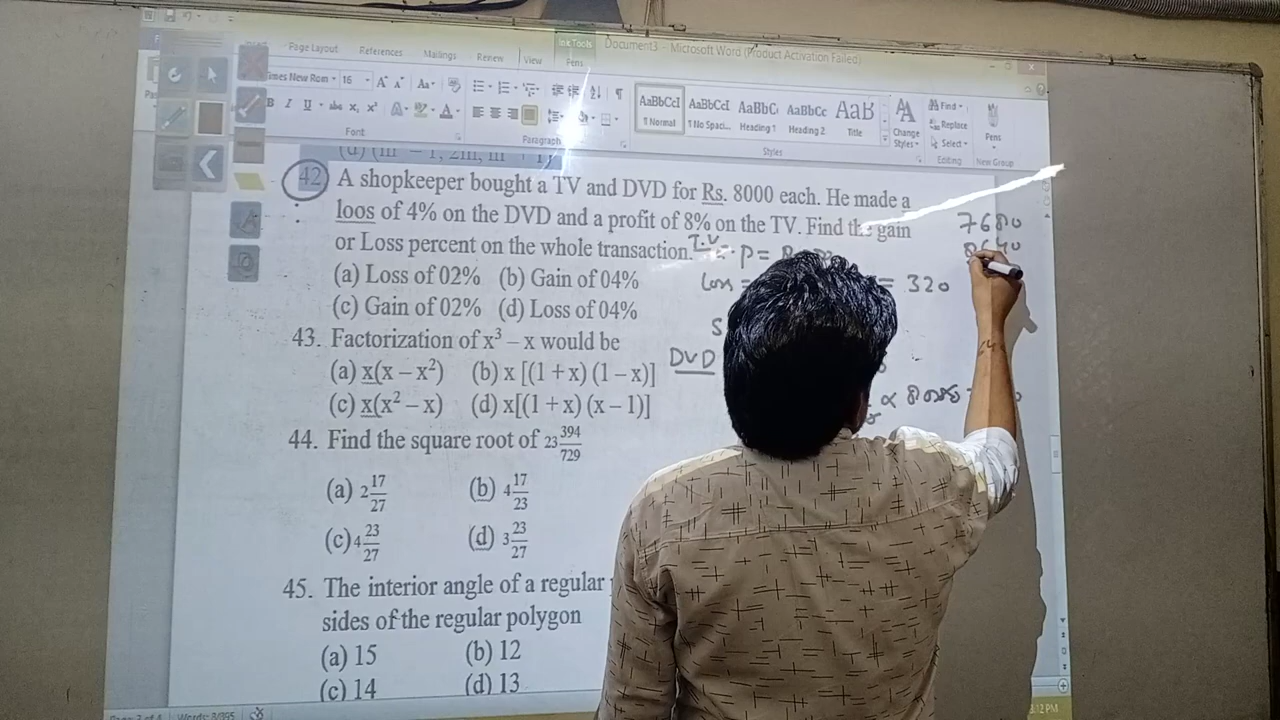 Document3 - Microsoft Word (Product Activation Failed)
Ink Tools
Page Layout References Mailings Review View Pens
Times New Rom 16
B I U abc
Font
Paragraph
AaBbCcI AaBbCcI AaBbC AaBbCc AaB
¶ Normal ¶ No Spaci... Heading 1 Heading 2 Title
Styles
Change Styles
Find
Replace
Select
Editing
Pens
New Group
42 A shopkeeper bought a TV and DVD for Rs. 8000 each. He made a
loos of 4% on the DVD and a profit of 8% on the TV. Find the gain
or Loss percent on the whole transaction.
(a) Loss of 02% (b) Gain of 04%
(c) Gain of 02% (d) Loss of 04%
43. Factorization of x³ – x would be
(a) x(x – x²) (b) x [(1 + x) (1 – x)]
(c) x(x² – x) (d) x[(1 + x) (x – 1)]
44. Find the square root of 23 394/729
(a) 2 17/27 (b) 4 17/23
(c) 4 23/27 (d) 3 23/27
45. The interior angle of a regular
sides of the regular polygon
(a) 15 (b) 12
(c) 14 (d) 13
7680
8640
= 320
DVD